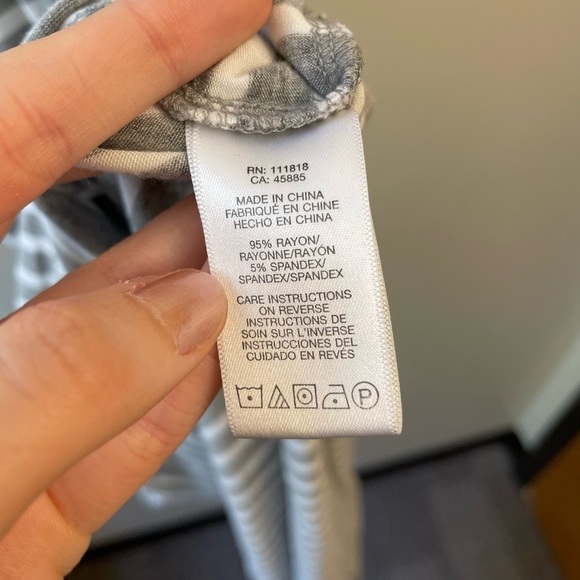 RN: 111818
CA: 45885
MADE IN CHINA
FABRIQUÉ EN CHINE
HECHO EN CHINA
95% RAYON/
RAYONNE/RAYÓN
5% SPANDEX/
SPANDEX/SPANDEX
CARE INSTRUCTIONS
ON REVERSE
INSTRUCTIONS DE
SOIN SUR L'INVERSE
INSTRUCCIONES DEL
CUIDADO EN REVÉS
P